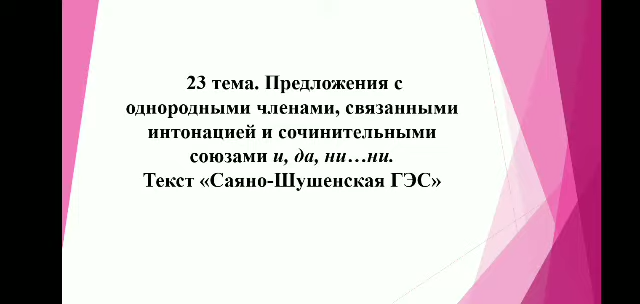 23 тема. Предложения с
однородными членами, связанными
интонацией и сочинительными
союзами и, да, ни…ни.
Текст «Саяно-Шушенская ГЭС»